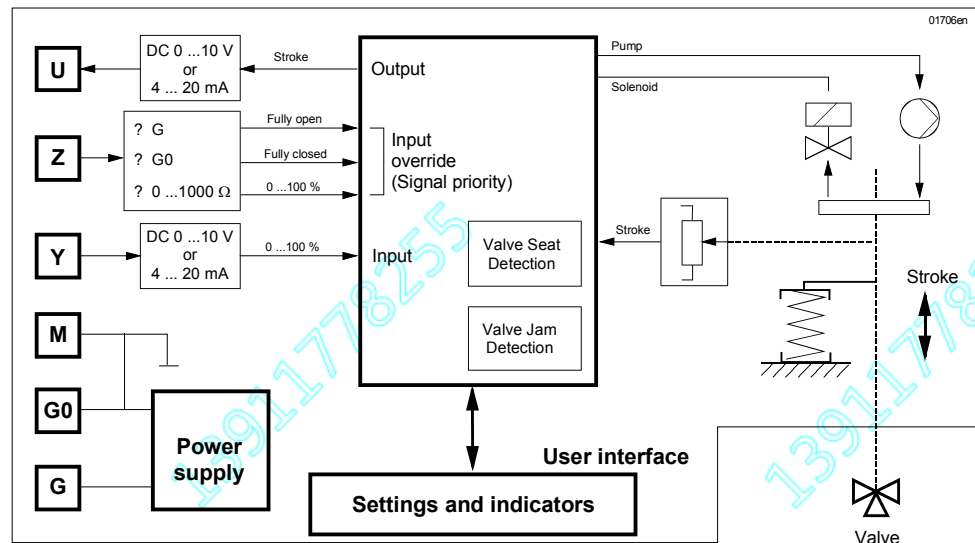 01706en
Pump
Solenoid
U
DC 0 ...10 V
or
4 ... 20 mA
Stroke
Output
Z
? G
? G0
? 0 ...1000 Ω
Fully open
Fully closed
0 ...100 %
Input
override
(Signal priority)
Y
DC 0 ...10 V
or
4 ... 20 mA
0 ...100 %
Input
Valve Seat
Detection
Valve Jam
Detection
Stroke
Stroke
M
G0
G
Power
supply
User interface
Settings and indicators
Valve
13911778255
13911778255